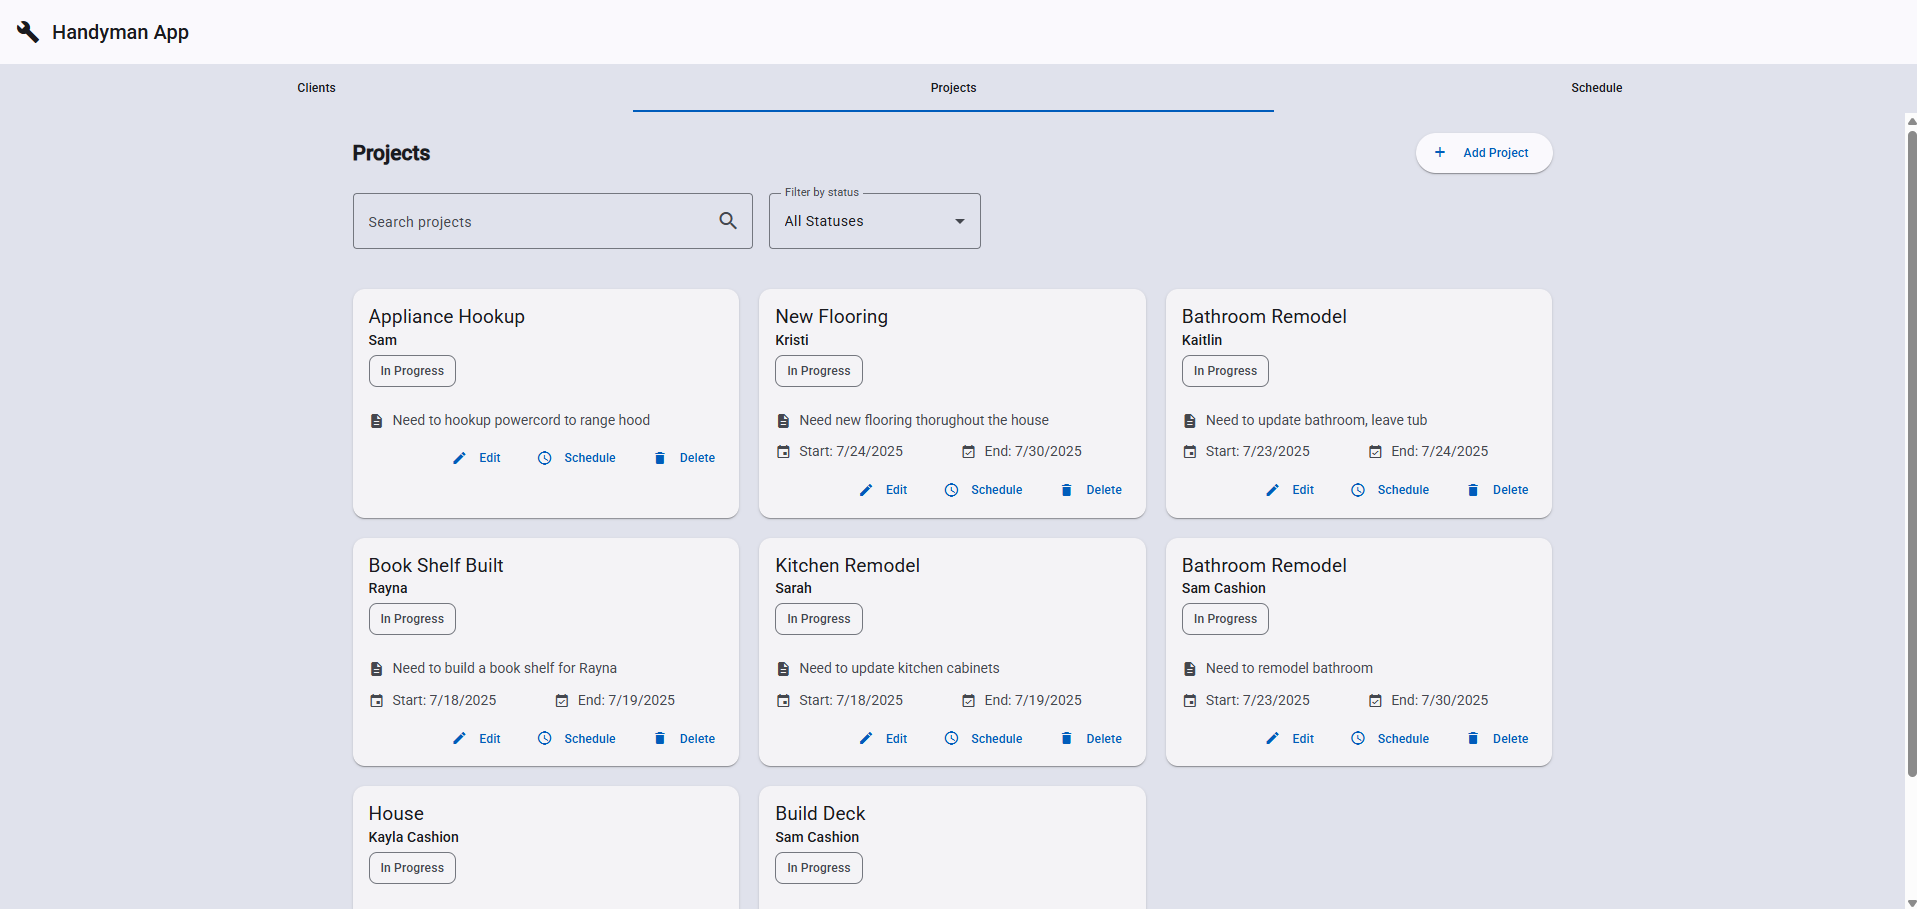 Handyman App
Clients Projects Schedule
Projects
Add Project
Search projects
Filter by status
All Statuses
Appliance Hookup
Sam
In Progress
Need to hookup powercord to range hood
Edit Schedule Delete
New Flooring
Kristi
In Progress
Need new flooring thorughout the house
Start: 7/24/2025 End: 7/30/2025
Edit Schedule Delete
Bathroom Remodel
Kaitlin
In Progress
Need to update bathroom, leave tub
Start: 7/23/2025 End: 7/24/2025
Edit Schedule Delete
Book Shelf Built
Rayna
In Progress
Need to build a book shelf for Rayna
Start: 7/18/2025 End: 7/19/2025
Edit Schedule Delete
Kitchen Remodel
Sarah
In Progress
Need to update kitchen cabinets
Start: 7/18/2025 End: 7/19/2025
Edit Schedule Delete
Bathroom Remodel
Sam Cashion
In Progress
Need to remodel bathroom
Start: 7/23/2025 End: 7/30/2025
Edit Schedule Delete
House
Kayla Cashion
In Progress
Build Deck
Sam Cashion
In Progress